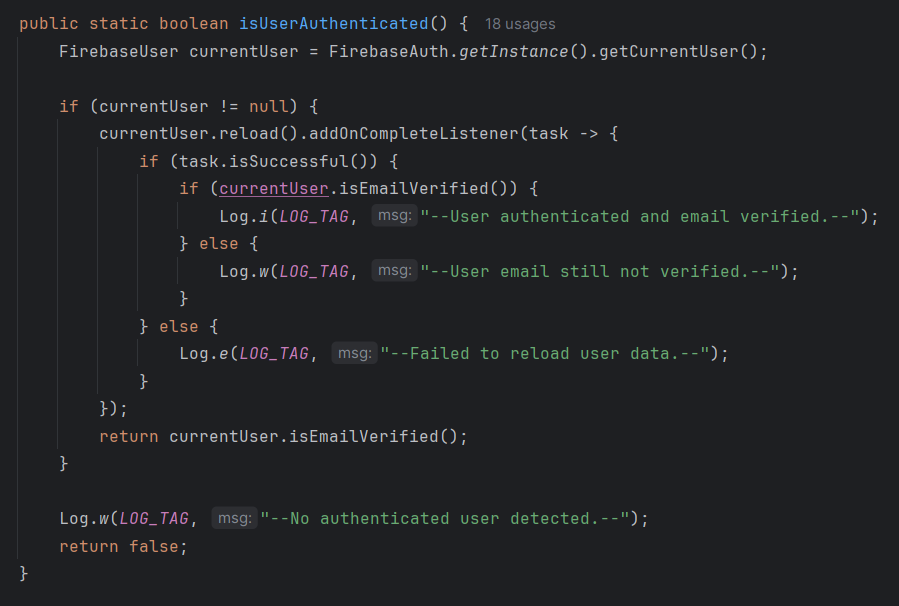 public static boolean isUserAuthenticated() {  18 usages
    FirebaseUser currentUser = FirebaseAuth.getInstance().getCurrentUser();

    if (currentUser != null) {
        currentUser.reload().addOnCompleteListener(task -> {
            if (task.isSuccessful()) {
                if (currentUser.isEmailVerified()) {
                    Log.i(LOG_TAG,  msg: "--User authenticated and email verified.--");
                } else {
                    Log.w(LOG_TAG,  msg: "--User email still not verified.--");
                }
            } else {
                Log.e(LOG_TAG,  msg: "--Failed to reload user data.--");
            }
        });
        return currentUser.isEmailVerified();
    }

    Log.w(LOG_TAG,  msg: "--No authenticated user detected.--");
    return false;
}